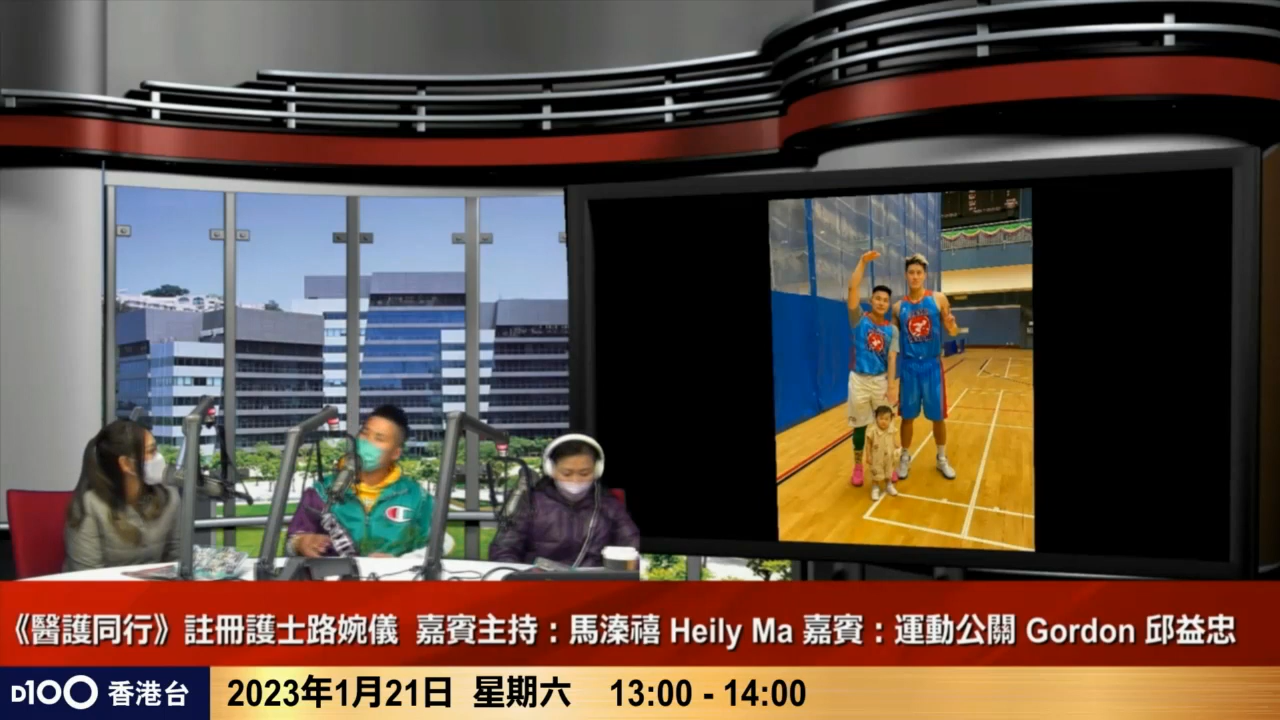 《醫護同行》註冊護士路婉儀 嘉賓主持：馬溱禧 Heily Ma 嘉賓：運動公關 Gordon 邱益忠
D100 香港台
2023年1月21日 星期六 13:00 - 14:00